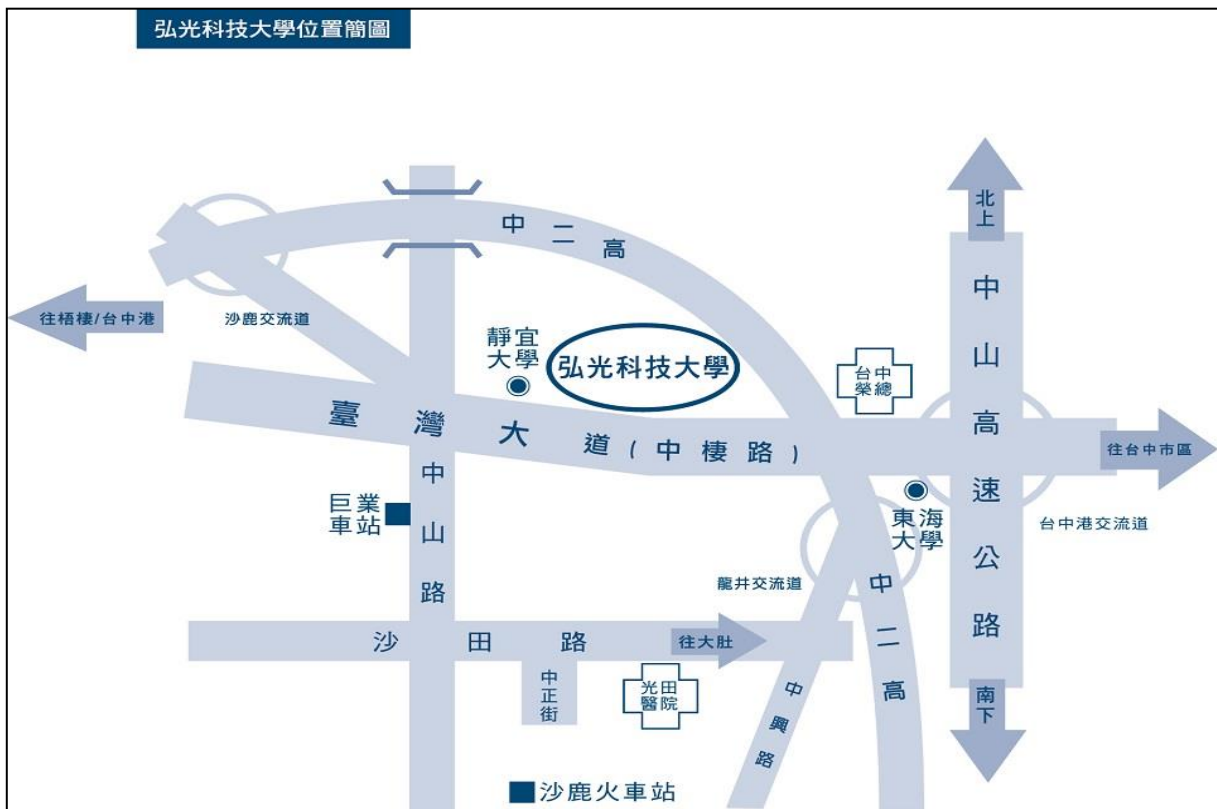 弘光科技大學位置簡圖
北上
中二高
中山高速公路
往梧棲/台中港
沙鹿交流道
靜宜
大學
弘光科技大學
台中
榮總
臺灣大道(中棲路)
往台中市區
中山路
巨業
車站
東海
大學
台中港交流道
龍井交流道
中二高
沙田路
往大肚
中正街
光田
醫院
中興路
南下
沙鹿火車站